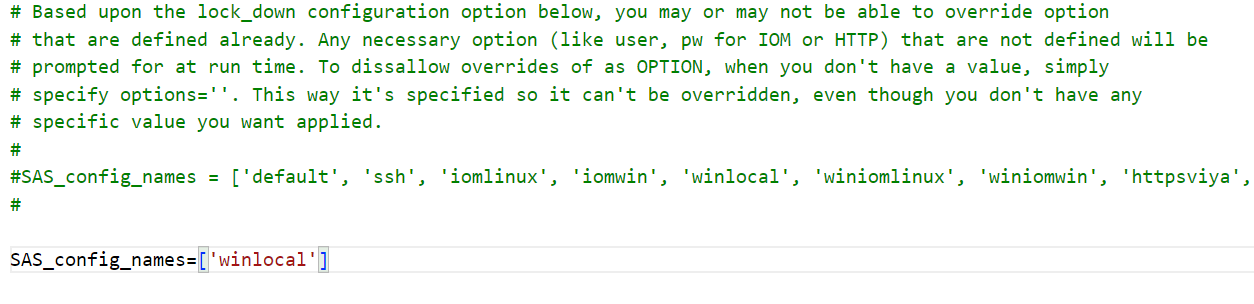 # Based upon the lock_down configuration option below, you may or may not be able to override option
# that are defined already. Any necessary option (like user, pw for IOM or HTTP) that are not defined will be
# prompted for at run time. To dissallow overrides of as OPTION, when you don't have a value, simply
# specify options=''. This way it's specified so it can't be overridden, even though you don't have any
# specific value you want applied.
#
#SAS_config_names = ['default', 'ssh', 'iomlinux', 'iomwin', 'winlocal', 'winiomlinux', 'winiomwin', 'httpsviya',
#
SAS_config_names=['winlocal']